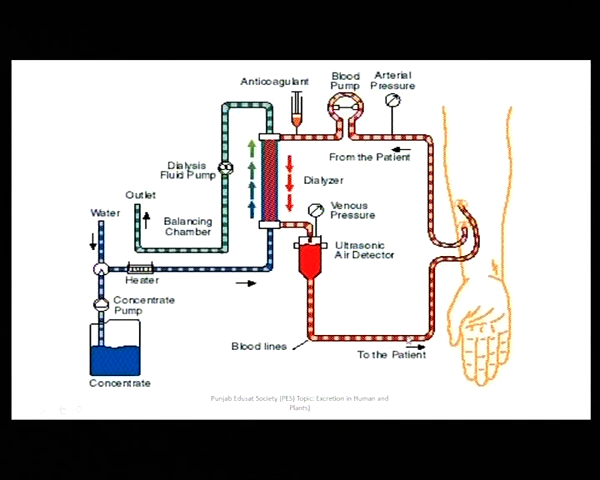 Anticoagulant
Blood
Pump
Arterial
Pressure
From the Patient
Dialysis
Fluid Pump
Dialyzer
Outlet
Venous
Pressure
Water
Balancing
Chamber
Ultrasonic
Air Detector
Heater
Concentrate
Pump
Blood lines
To the Patient
Concentrate
Punjab Edusat Society (PES) Topic: Excretion in Human and
Plants]